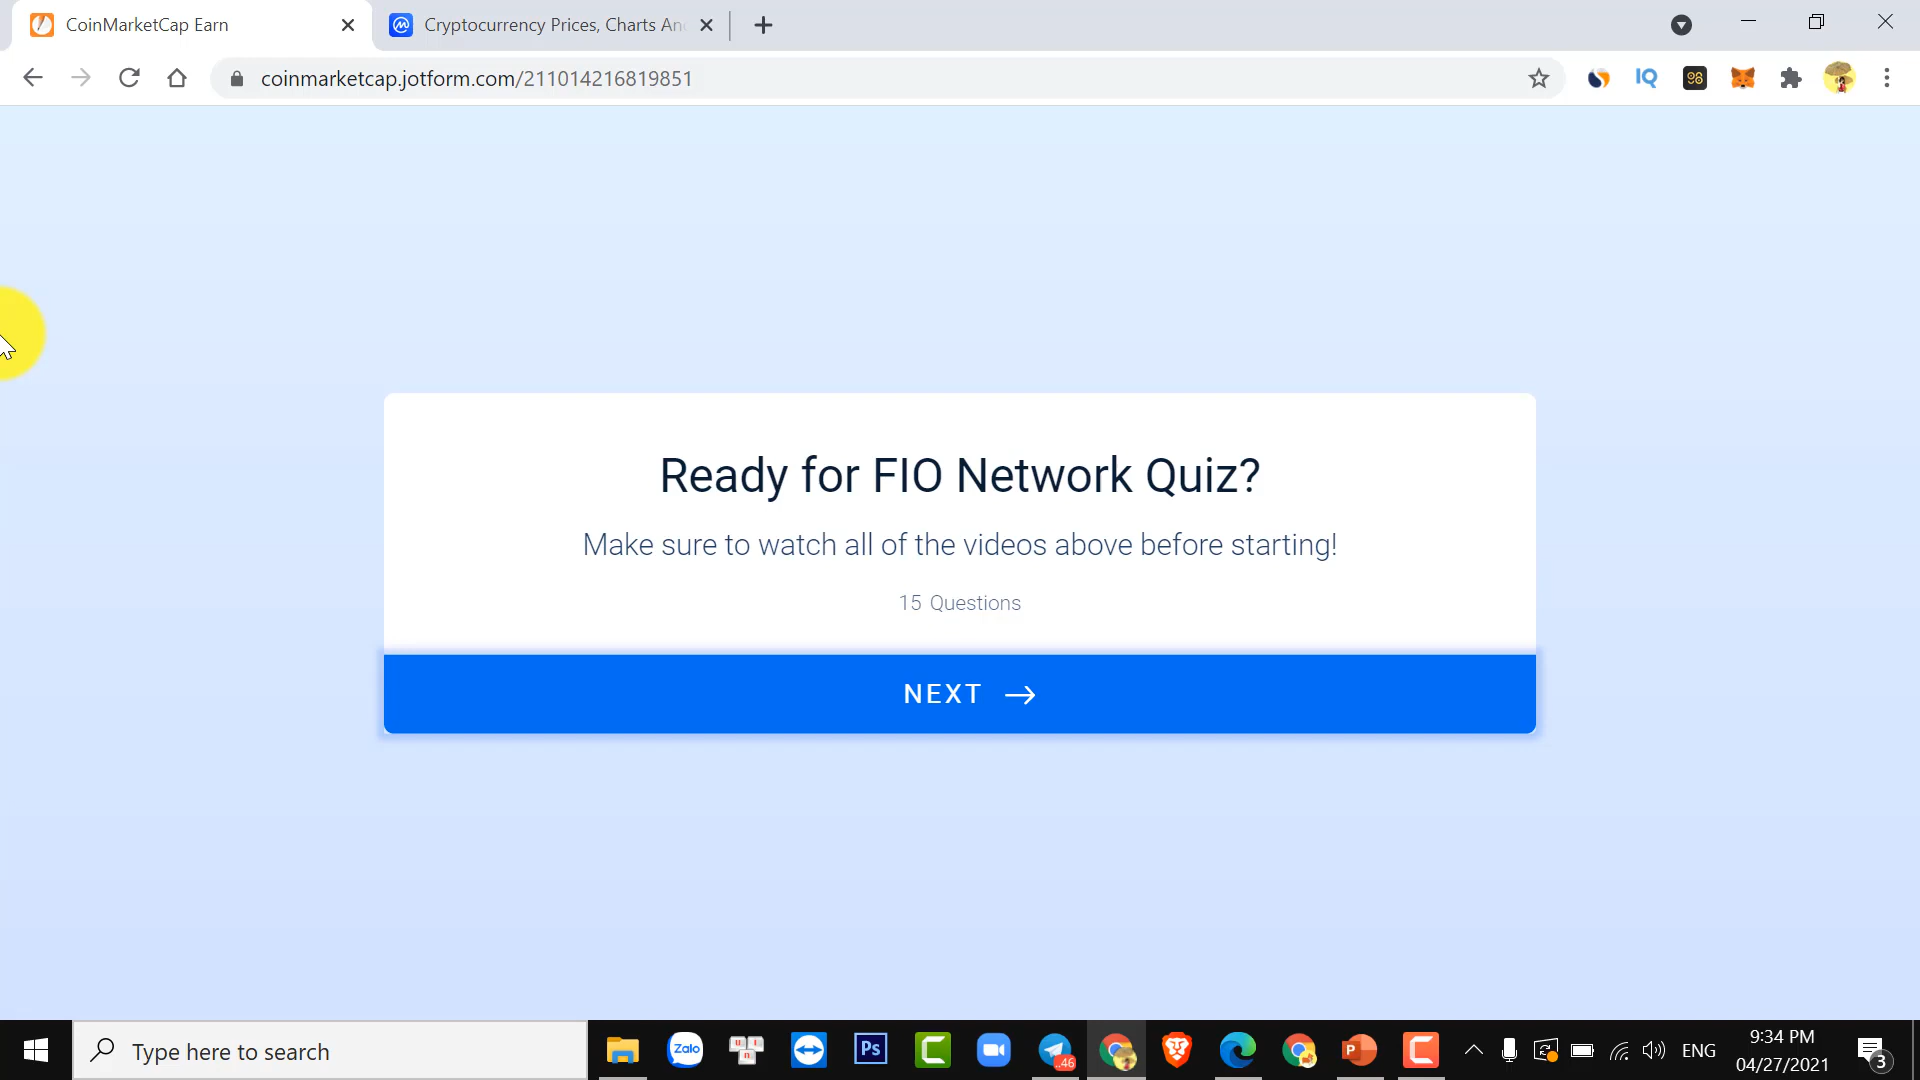 CoinMarketCap Earn
Cryptocurrency Prices, Charts An
coinmarketcap.jotform.com/211014216819851
IQ
Ready for FIO Network Quiz?
Make sure to watch all of the videos above before starting!
15 Questions
NEXT →
Type here to search
Zalo
Ps
46
P
ENG
9:34 PM
04/27/2021
3